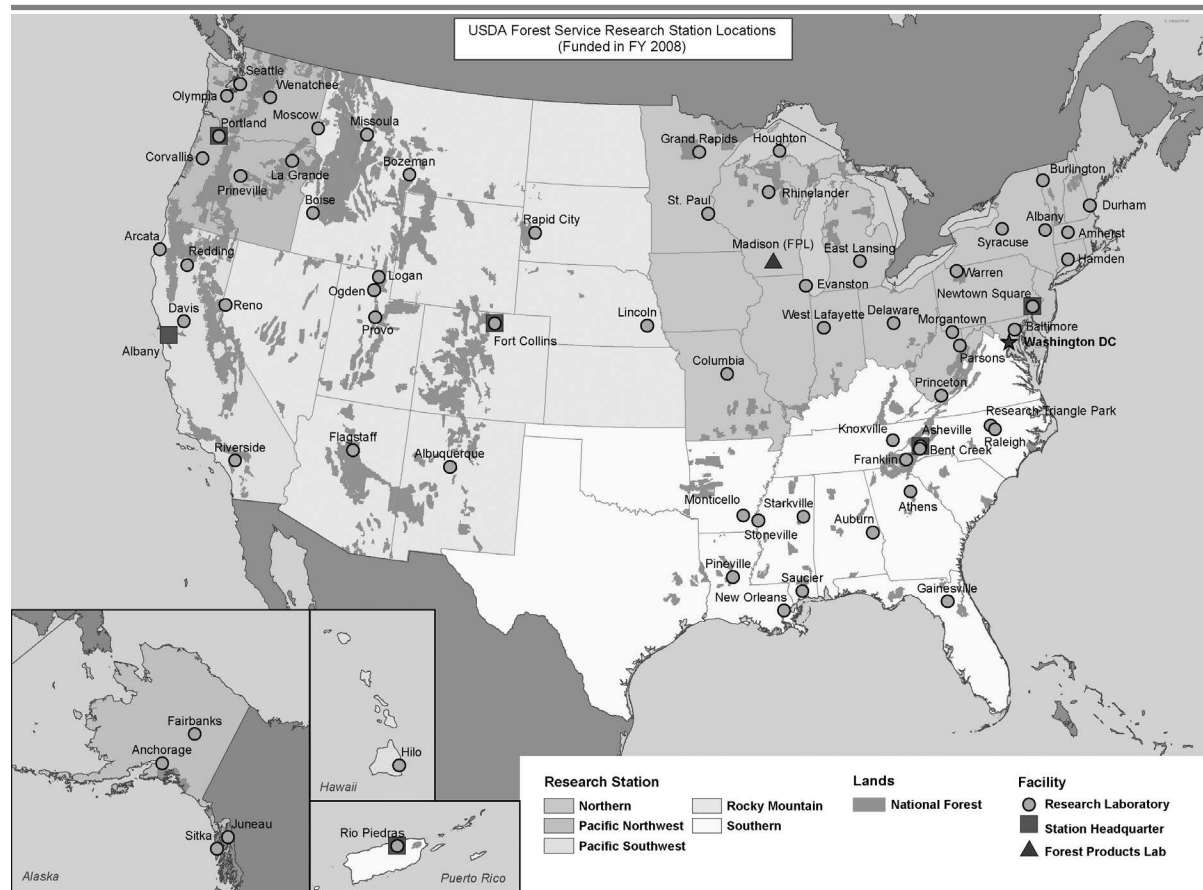 USDA Forest Service Research Station Locations
(Funded in FY 2008)
Seattle
Olympia
Wenatchee
Portland
Moscow
Missoula
Corvallis
La Grande
Bozeman
Prineville
Boise
Arcata
Redding
Logan
Ogden
Davis
Reno
Provo
Albany
Fort Collins
Riverside
Flagstaff
Albuquerque
Rapid City
Lincoln
Grand Rapids
Houghton
St. Paul
Rhinelander
Madison (FPL)
East Lansing
Evanston
West Lafayette
Delaware
Columbia
Burlington
Durham
Albany
Syracuse
Amherst
Hamden
Warren
Newtown Square
Morgantown
Baltimore
Washington DC
Parsons
Princeton
Research Triangle Park
Raleigh
Knoxville
Asheville
Franklin
Bent Creek
Athens
Monticello
Starkville
Stoneville
Auburn
Pineville
Saucier
New Orleans
Gainesville
Fairbanks
Anchorage
Sitka
Juneau
Alaska
Hilo
Hawaii
Rio Piedras
Puerto Rico
Research Station
Northern
Pacific Northwest
Pacific Southwest
Rocky Mountain
Southern
Lands
National Forest
Facility
Research Laboratory
Station Headquarter
Forest Products Lab